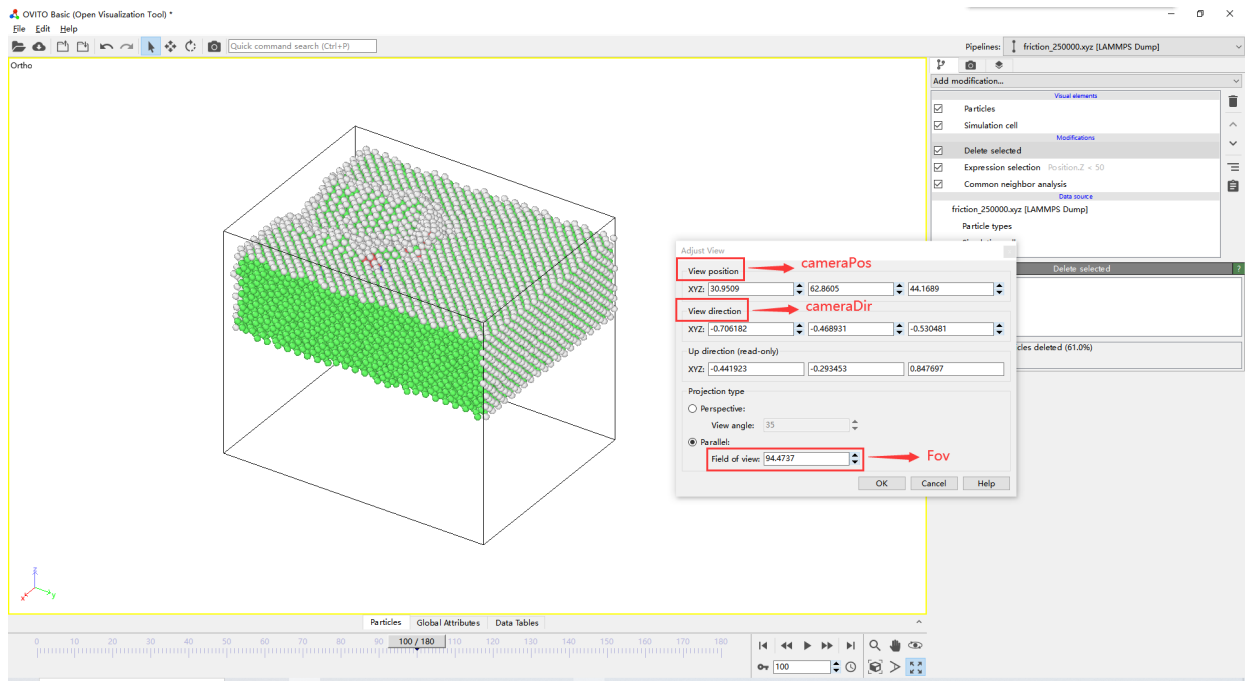 OVITO Basic (Open Visualization Tool) *
File Edit Help
Quick command search (Ctrl+P)
Pipelines: friction_250000.xyz [LAMMPS Dump]
Ortho
Add modification...
Visual elements
Particles
Simulation cell
Modifications
Delete selected
Expression selection Position.Z < 50
Common neighbor analysis
Data source
friction_250000.xyz [LAMMPS Dump]
Particle types
Delete selected
?
cles deleted (61.0%)
Adjust View
View position cameraPos
XYZ: 30.9509 62.8605 44.1689
View direction cameraDir
XYZ: -0.706182 -0.468931 -0.530481
Up direction (read-only)
XYZ: -0.441923 -0.293453 0.847697
Projection type
Perspective:
View angle: 35
Parallel:
Field of view: 94.4737 Fov
OK Cancel Help
z
x y
Particles Global Attributes Data Tables
0 10 20 30 40 50 60 70 80 90 100 / 180 110 120 130 140 150 160 170 180
100